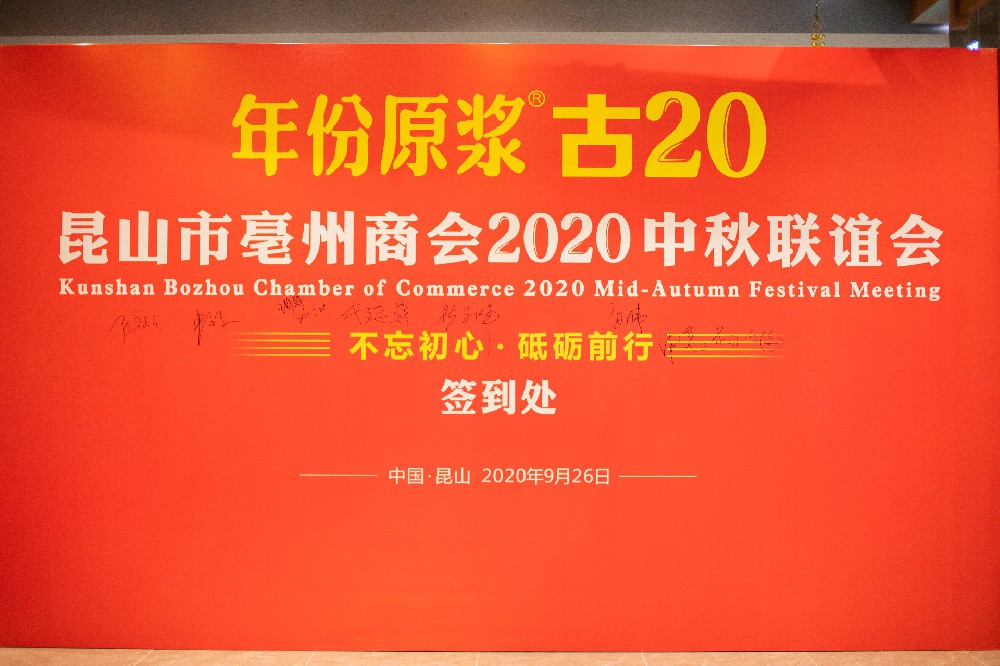 年份原浆® 古20
昆山市亳州商会2020中秋联谊会
Kunshan Bozhou Chamber of Commerce 2020 Mid-Autumn Festival Meeting
不忘初心·砥砺前行
签到处
中国·昆山 2020年9月26日